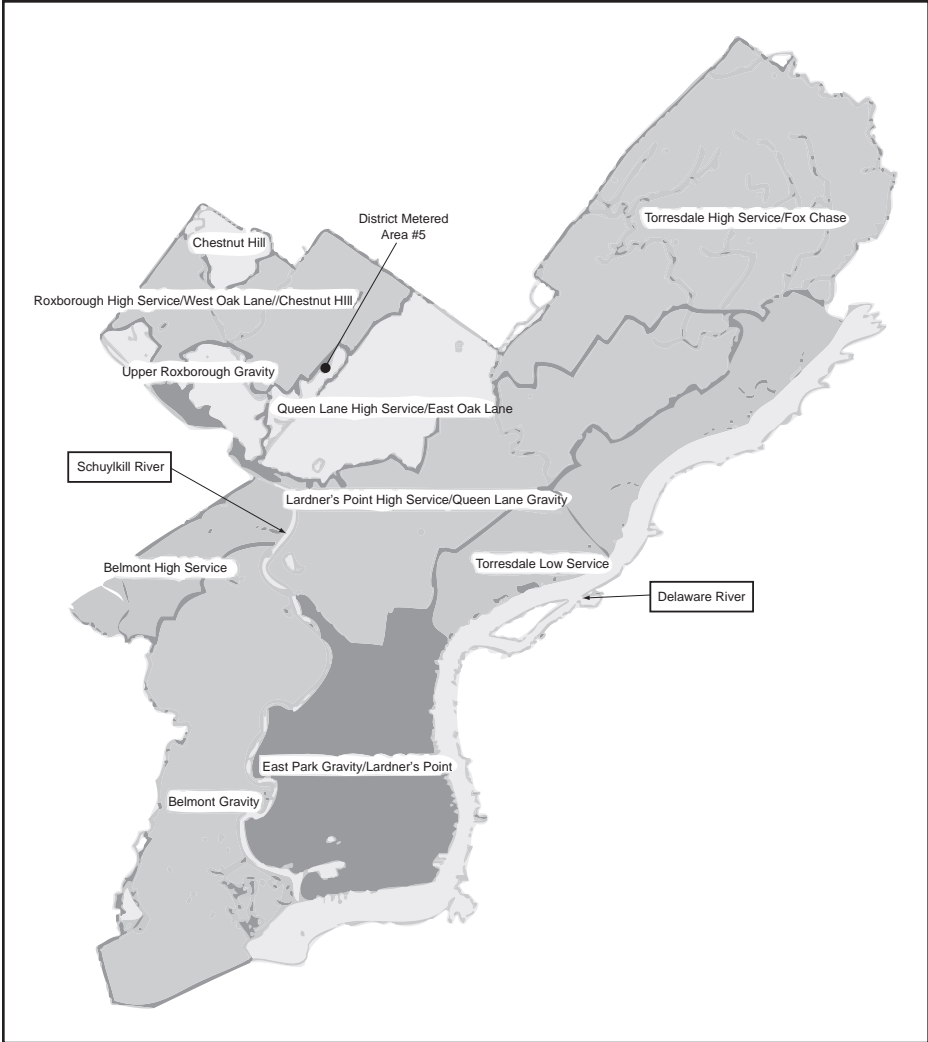 Torresdale High Service/Fox Chase
District Metered
Area #5
Chestnut Hill
Roxborough High Service/West Oak Lane//Chestnut HIll
Upper Roxborough Gravity
Queen Lane High Service/East Oak Lane
Schuylkill River
Lardner's Point High Service/Queen Lane Gravity
Belmont High Service
Torresdale Low Service
Delaware River
East Park Gravity/Lardner's Point
Belmont Gravity